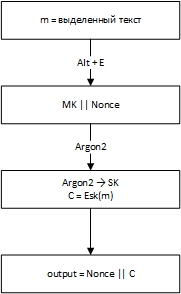 m = выделенный текст
Alt + E
MK || Nonce
Argon2
Argon2 → SK
C = Esk(m)
output = Nonce || C